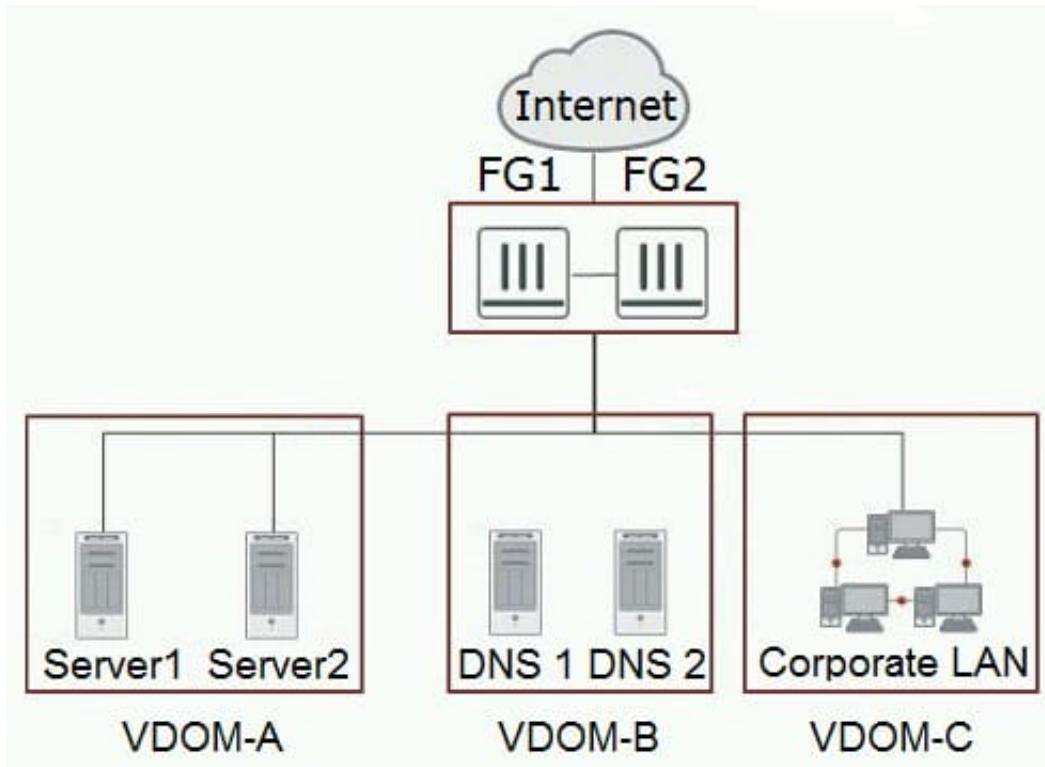 Internet
FG1 FG2
Server1 Server2
DNS 1 DNS 2
Corporate LAN
VDOM-A
VDOM-B
VDOM-C